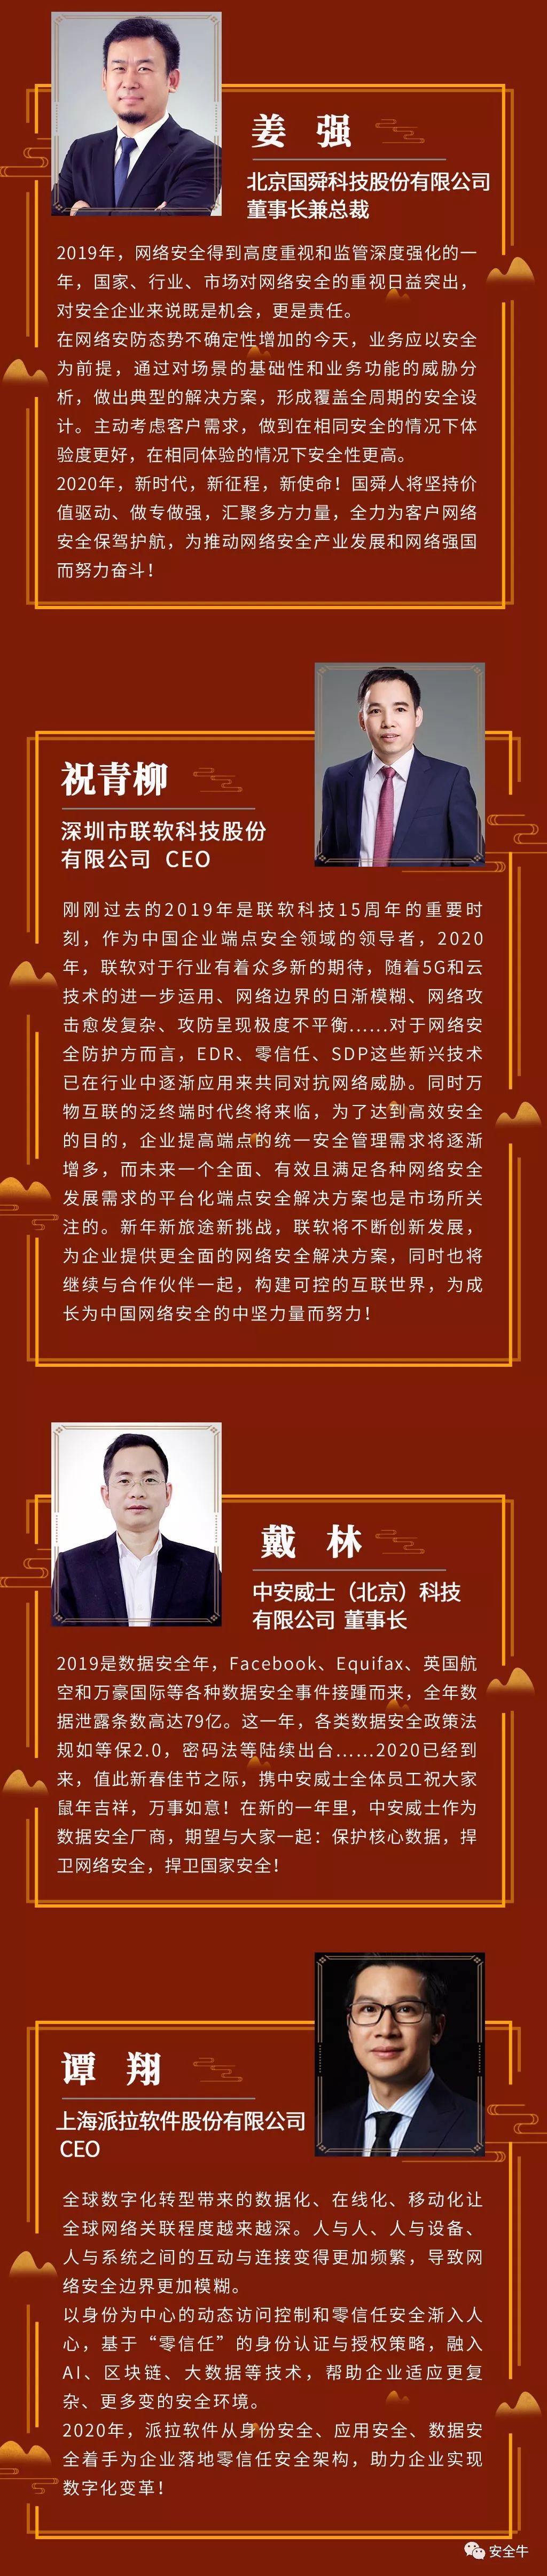 姜 强
北京国舜科技股份有限公司
董事长兼总裁
2019年，网络安全得到高度重视和监管深度强化的一
年，国家、行业、市场对网络安全的重视日益突出，
对安全企业来说既是机会，更是责任。
在网络安防态势不确定性增加的今天，业务应以安全
为前提，通过对场景的基础性和业务功能的威胁分
析，做出典型的解决方案，形成覆盖全周期的安全设
计。主动考虑客户需求，做到在相同安全的情况下体
验度更好，在相同体验的情况下安全性更高。
2020年，新时代，新征程，新使命！国舜人将坚持价
值驱动、做专做强，汇聚多方力量，全力为客户网络
安全保驾护航，为推动网络安全产业发展和网络强国
而努力奋斗！
祝青柳
深圳市联软科技股份
有限公司 CEO
刚刚过去的2019年是联软科技15周年的重要时
刻，作为中国企业端点安全领域的领导者，2020
年，联软对于行业有着众多新的期待，随着5G和云
技术的进一步运用、网络边界的日渐模糊、网络攻
击愈发复杂、攻防呈现极度不平衡……对于网络安
全防护方而言，EDR、零信任、SDP这些新兴技术
已在行业中逐渐应用来共同对抗网络威胁。同时万
物互联的泛终端时代终将来临，为了达到高效安全
的目的，企业提高端点的统一安全管理需求将逐渐
增多，而未来一个全面、有效且满足各种网络安全
发展需求的平台化端点安全解决方案也是市场所关
注的。新年新旅途新挑战，联软将不断创新发展，
为企业提供更全面的网络安全解决方案，同时也将
继续与合作伙伴一起，构建可控的互联世界，为成
长为中国网络安全的中坚力量而努力！
戴 林
中安威士（北京）科技
有限公司 董事长
2019是数据安全年，Facebook、Equifax、英国航
空和万豪国际等各种数据安全事件接踵而来，全年数
据泄露条数高达79亿。这一年，各类数据安全政策法
规如等保2.0，密码法等陆续出台……2020已经到
来，值此新春佳节之际，携中安威士全体员工祝大家
鼠年吉祥，万事如意！在新的一年里，中安威士作为
数据安全厂商，期望与大家一起：保护核心数据，捍
卫网络安全，捍卫国家安全！
谭 翔
上海派拉软件股份有限公司
CEO
全球数字化转型带来的数据化、在线化、移动化让
全球网络关联程度越来越深。人与人、人与设备、
人与系统之间的互动与连接变得更加频繁，导致网
络安全边界更加模糊。
以身份为中心的动态访问控制和零信任安全渐入人
心，基于“零信任”的身份认证与授权策略，融入
AI、区块链、大数据等技术，帮助企业适应更复
杂、更多变的安全环境。
2020年，派拉软件从身份安全、应用安全、数据安
全着手为企业落地零信任安全架构，助力企业实现
数字化变革！
安全牛